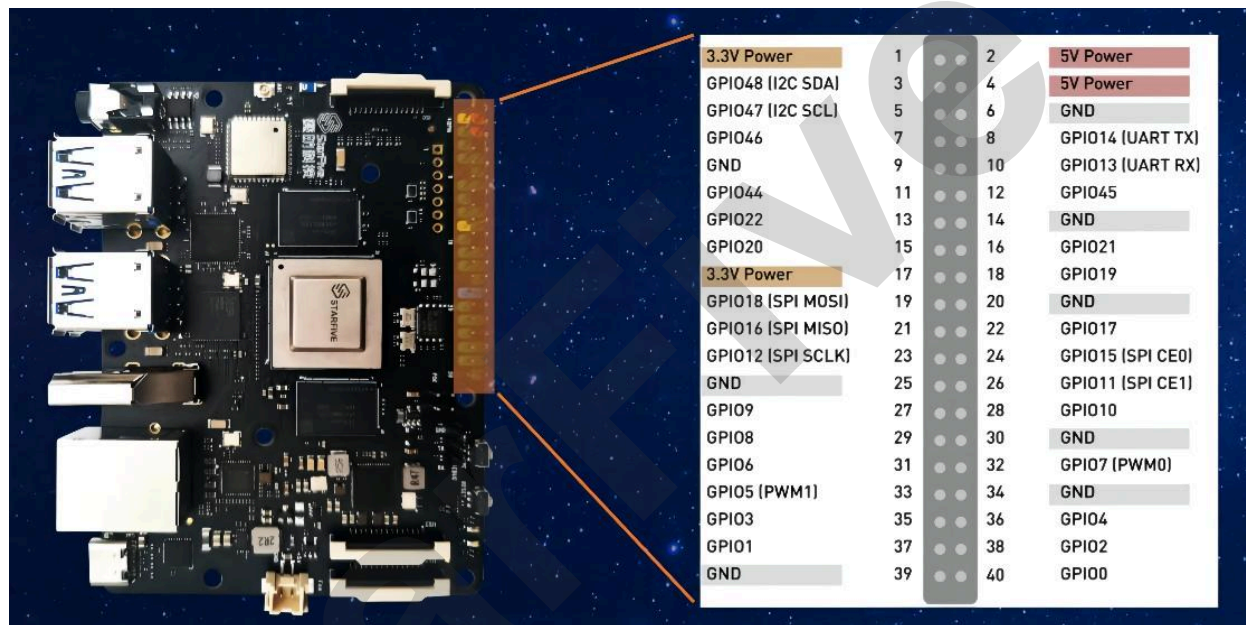 StarFive
STARFIVE
2R2
3.3V Power 1 2 5V Power
GPIO48 (I2C SDA) 3 4 5V Power
GPIO47 (I2C SCL) 5 6 GND
GPIO46 7 8 GPIO14 (UART TX)
GND 9 10 GPIO13 (UART RX)
GPIO44 11 12 GPIO45
GPIO22 13 14 GND
GPIO20 15 16 GPIO21
3.3V Power 17 18 GPIO19
GPIO18 (SPI MOSI) 19 20 GND
GPIO16 (SPI MISO) 21 22 GPIO17
GPIO12 (SPI SCLK) 23 24 GPIO15 (SPI CE0)
GND 25 26 GPIO11 (SPI CE1)
GPIO9 27 28 GPIO10
GPIO8 29 30 GND
GPIO6 31 32 GPIO7 (PWM0)
GPIO5 (PWM1) 33 34 GND
GPIO3 35 36 GPIO4
GPIO1 37 38 GPIO2
GND 39 40 GPIO0